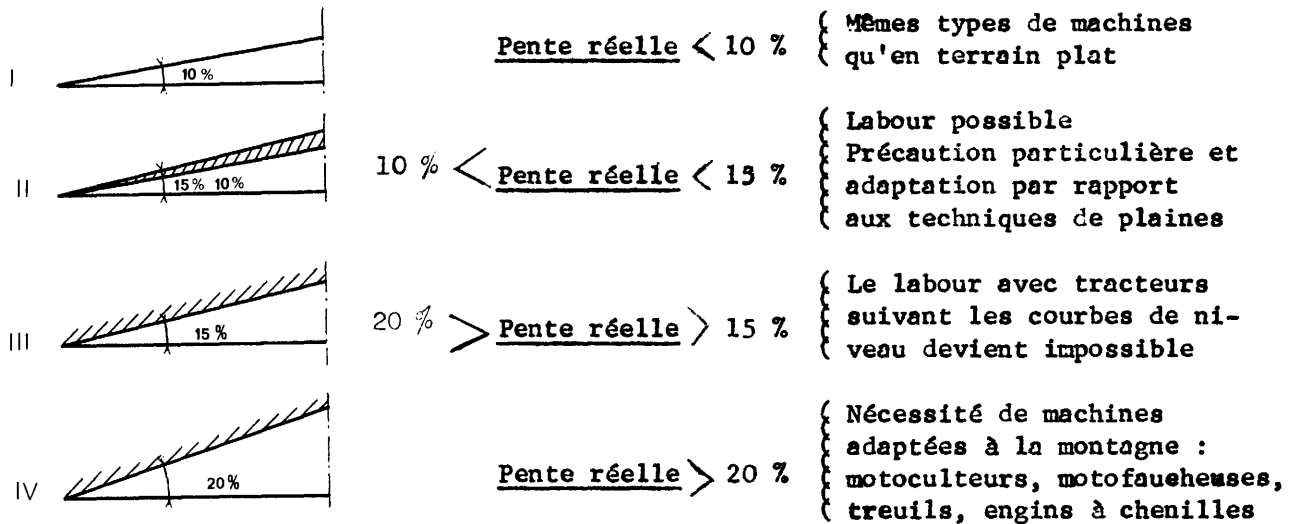 Pente réelle < 10 %
Mêmes types de machines
qu'en terrain plat
I
10 %
Labour possible
Précaution particulière et
adaptation par rapport
aux techniques de plaines
10 % < Pente réelle < 15 %
II
15% 10%
Le labour avec tracteurs
suivant les courbes de ni-
veau devient impossible
20 % > Pente réelle > 15 %
III
15 %
Nécessité de machines
adaptées à la montagne :
motoculteurs, motofaucheuses,
treuils, engins à chenilles
Pente réelle > 20 %
IV
20 %